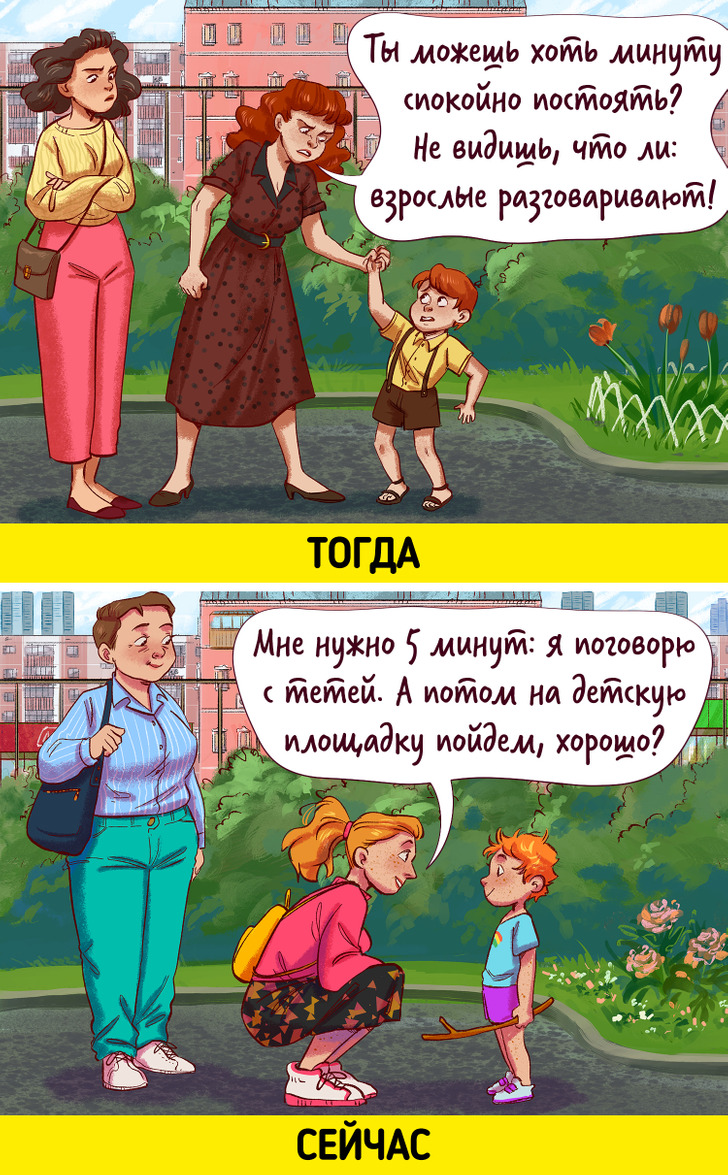 Ты можешь хоть минуту
спокойно постоять?
Не видишь, что ли:
взрослые разговаривают!
ТОГДА
Мне нужно 5 минут: я поговорю
с тетей. А потом на детскую
площадку пойдем, хорошо?
СЕЙЧАС